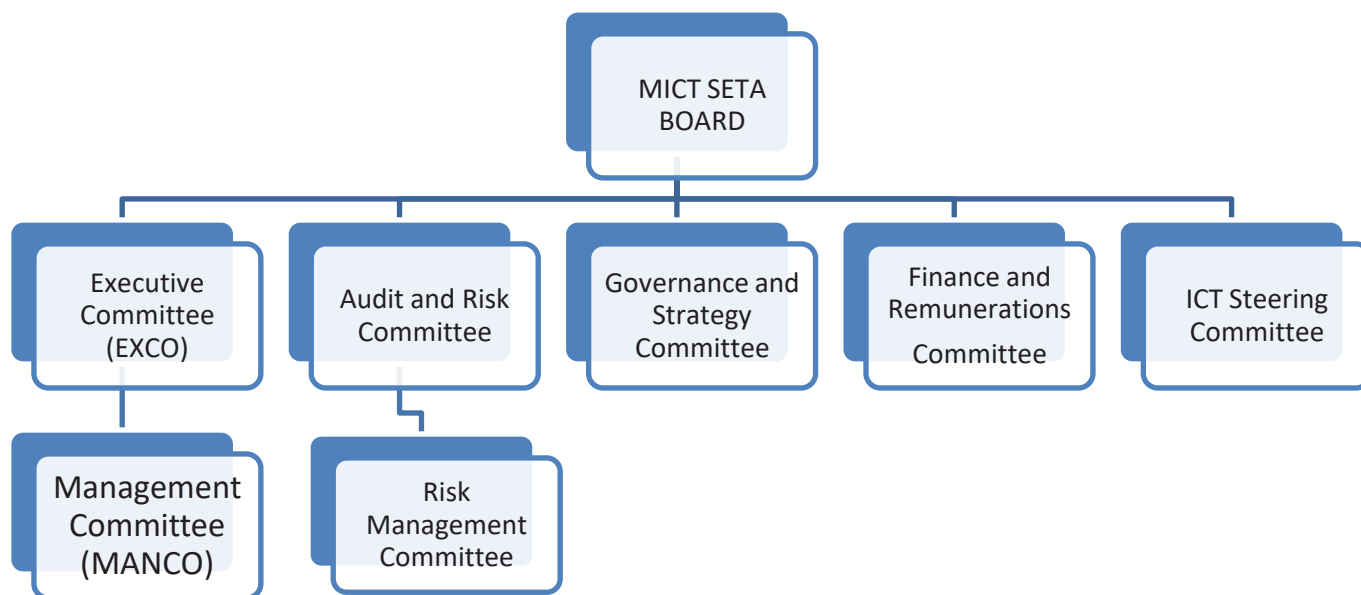 MICT SETA
BOARD
Executive
Committee
(EXCO)
Audit and Risk
Committee
Governance and
Strategy
Committee
Finance and
Remunerations
Committee
ICT Steering
Committee
Management
Committee
(MANCO)
Risk
Management
Committee